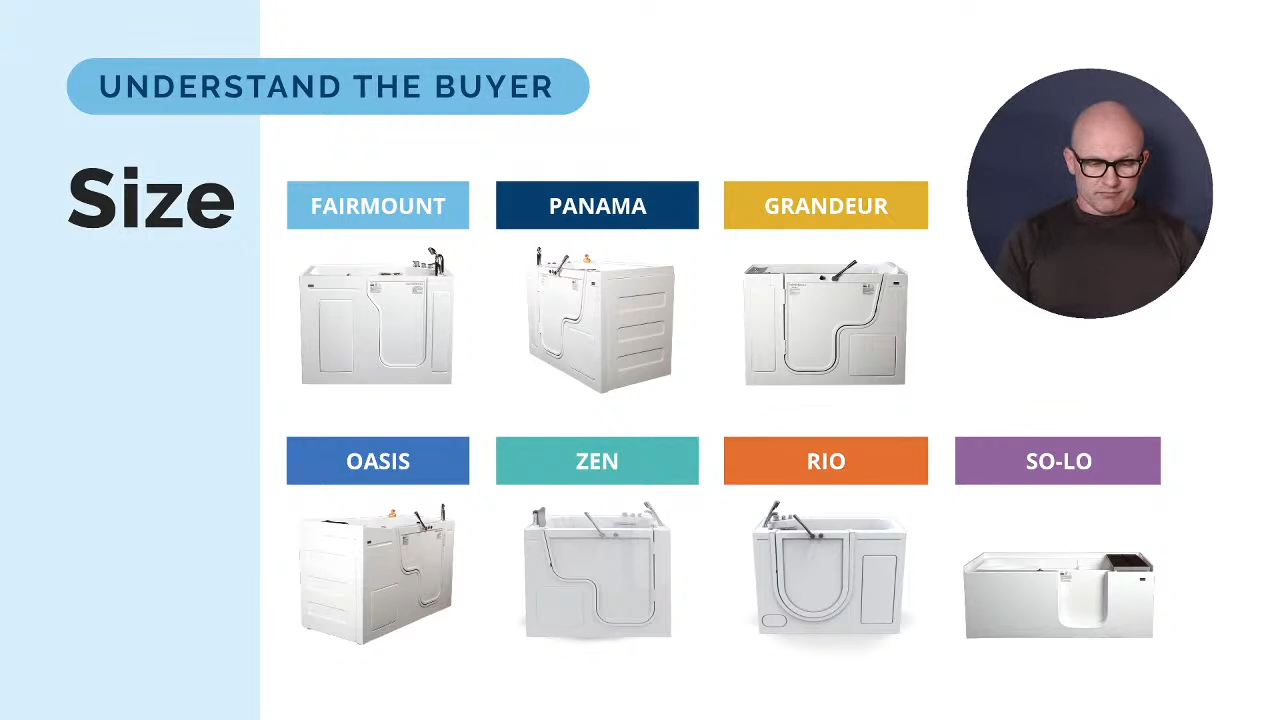 UNDERSTAND THE BUYER
Size
FAIRMOUNT
PANAMA
GRANDEUR
OASIS
ZEN
RIO
SO-LO